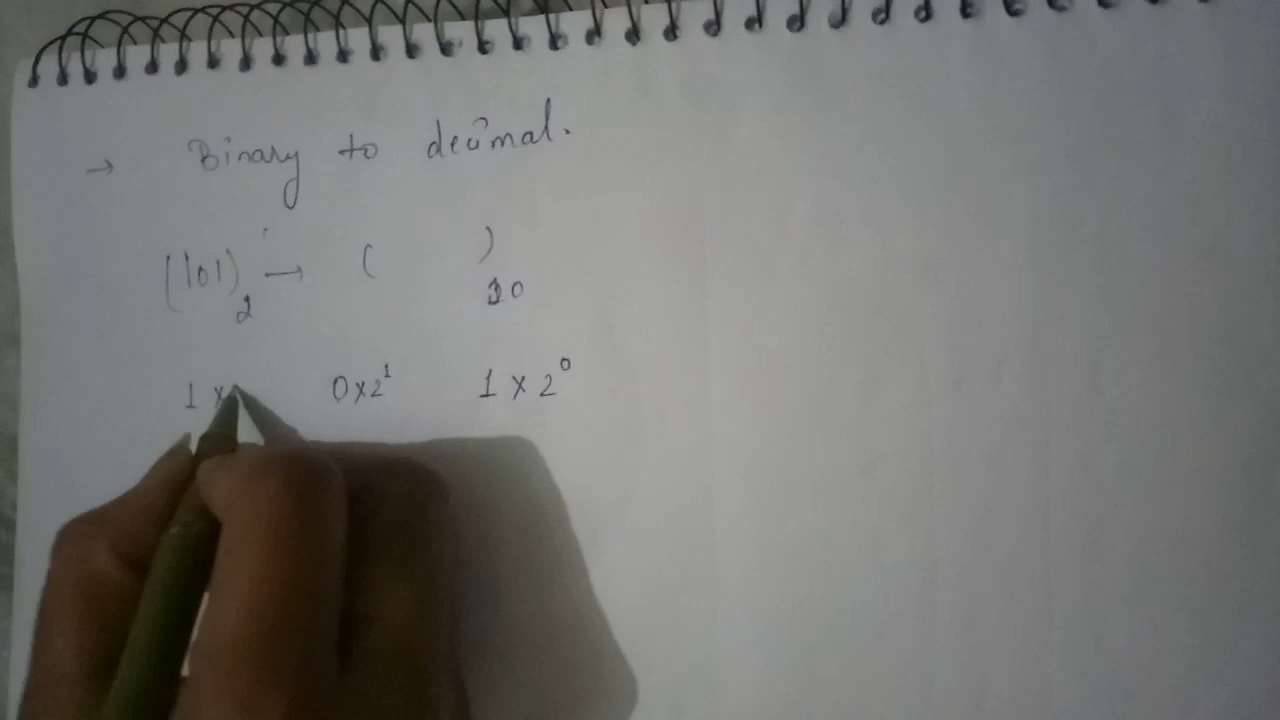 → Binary to decimal.
(101)₂ → ( )₁₀
1 x 0x2¹ 1 x 2⁰